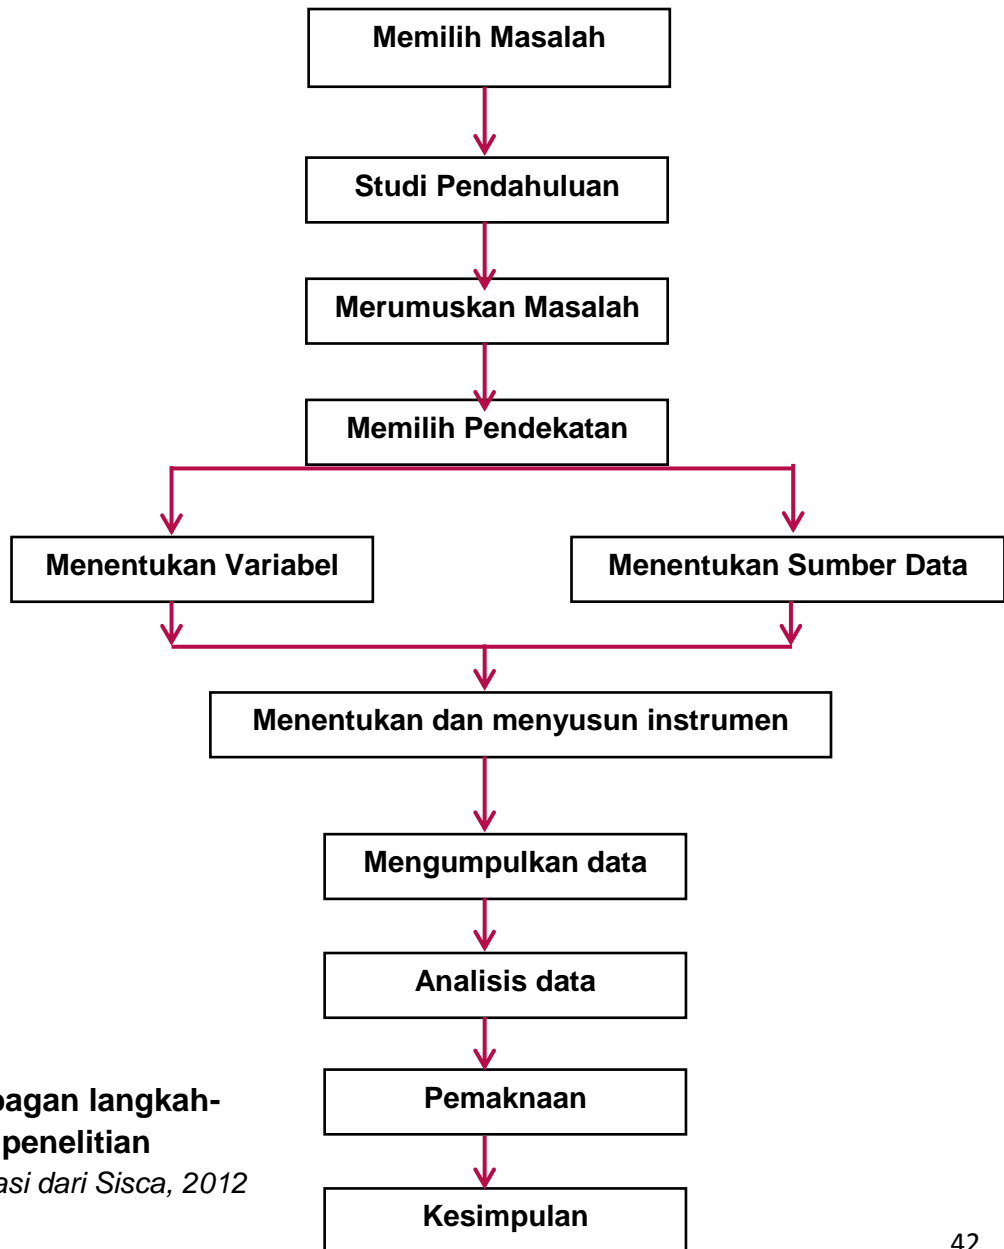 Memilih Masalah
Studi Pendahuluan
Merumuskan Masalah
Memilih Pendekatan
Menentukan Variabel
Menentukan Sumber Data
Menentukan dan menyusun instrumen
Mengumpulkan data
Analisis data
Pemaknaan
Kesimpulan
bagan langkah-
penelitian
asi dari Sisca, 2012
42